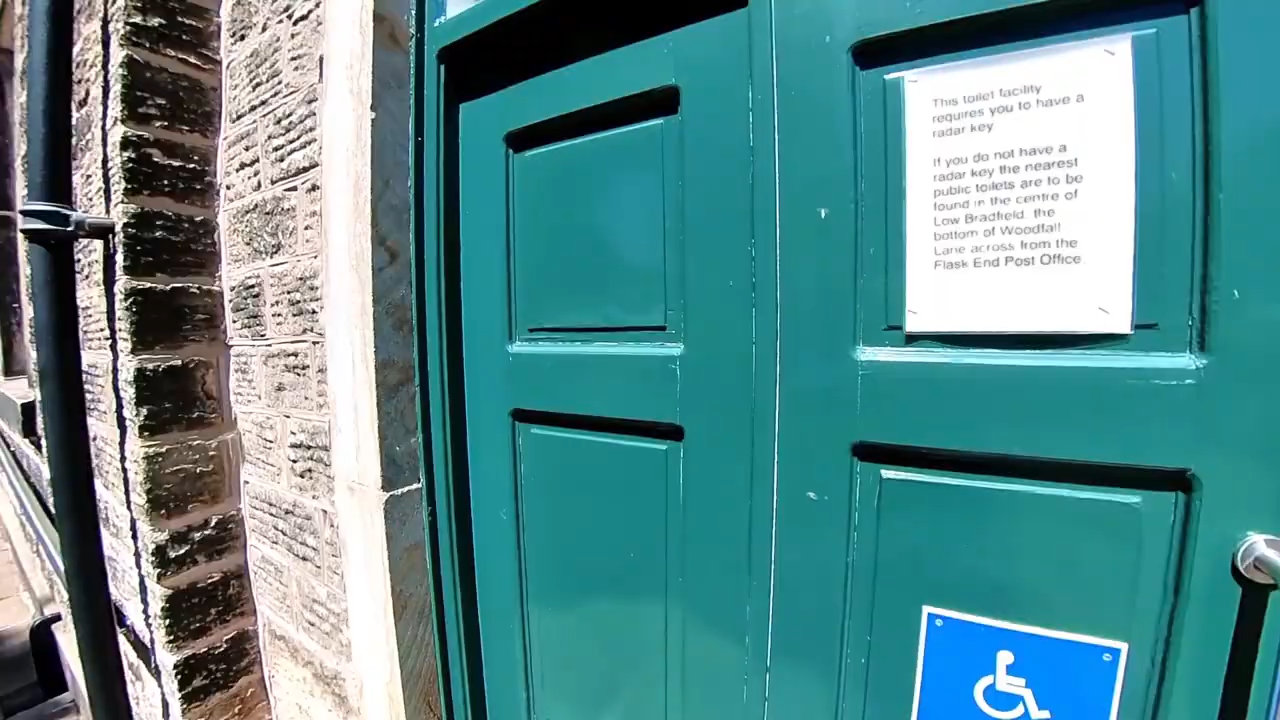 This toilet facility
requires you to have a
radar key
If you do not have a
radar key the nearest
public toilets are to be
found in the centre of
Low Bradfield, the
bottom of Woodfall
Lane across from the
Flask End Post Office.